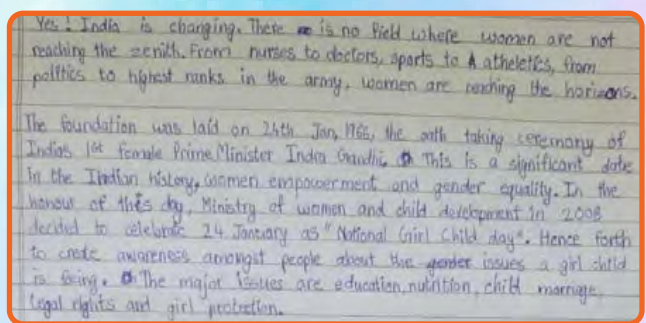 Yes! India is changing. There is no field where women are not
reaching the zenith. From nurses to doctors, sports to atheletics, from
politics to highest ranks in the army, women are reaching the horizons.
The foundation was laid on 24th Jan, 1966, the oath taking ceremony of
Indias 1st female Prime Minister Indra Gandhi. This is a significant date
in the Indian history, women empowerment and gender equality. In the
honour of this day, Ministry of women and child development in 2008
decided to celebrate 24 January as "National Girl Child day". Hence forth
to create awareness amongst people about the gender issues a girl child
is facing. The major issues are education, nutrition, child marriage,
legal rights and girl protection.